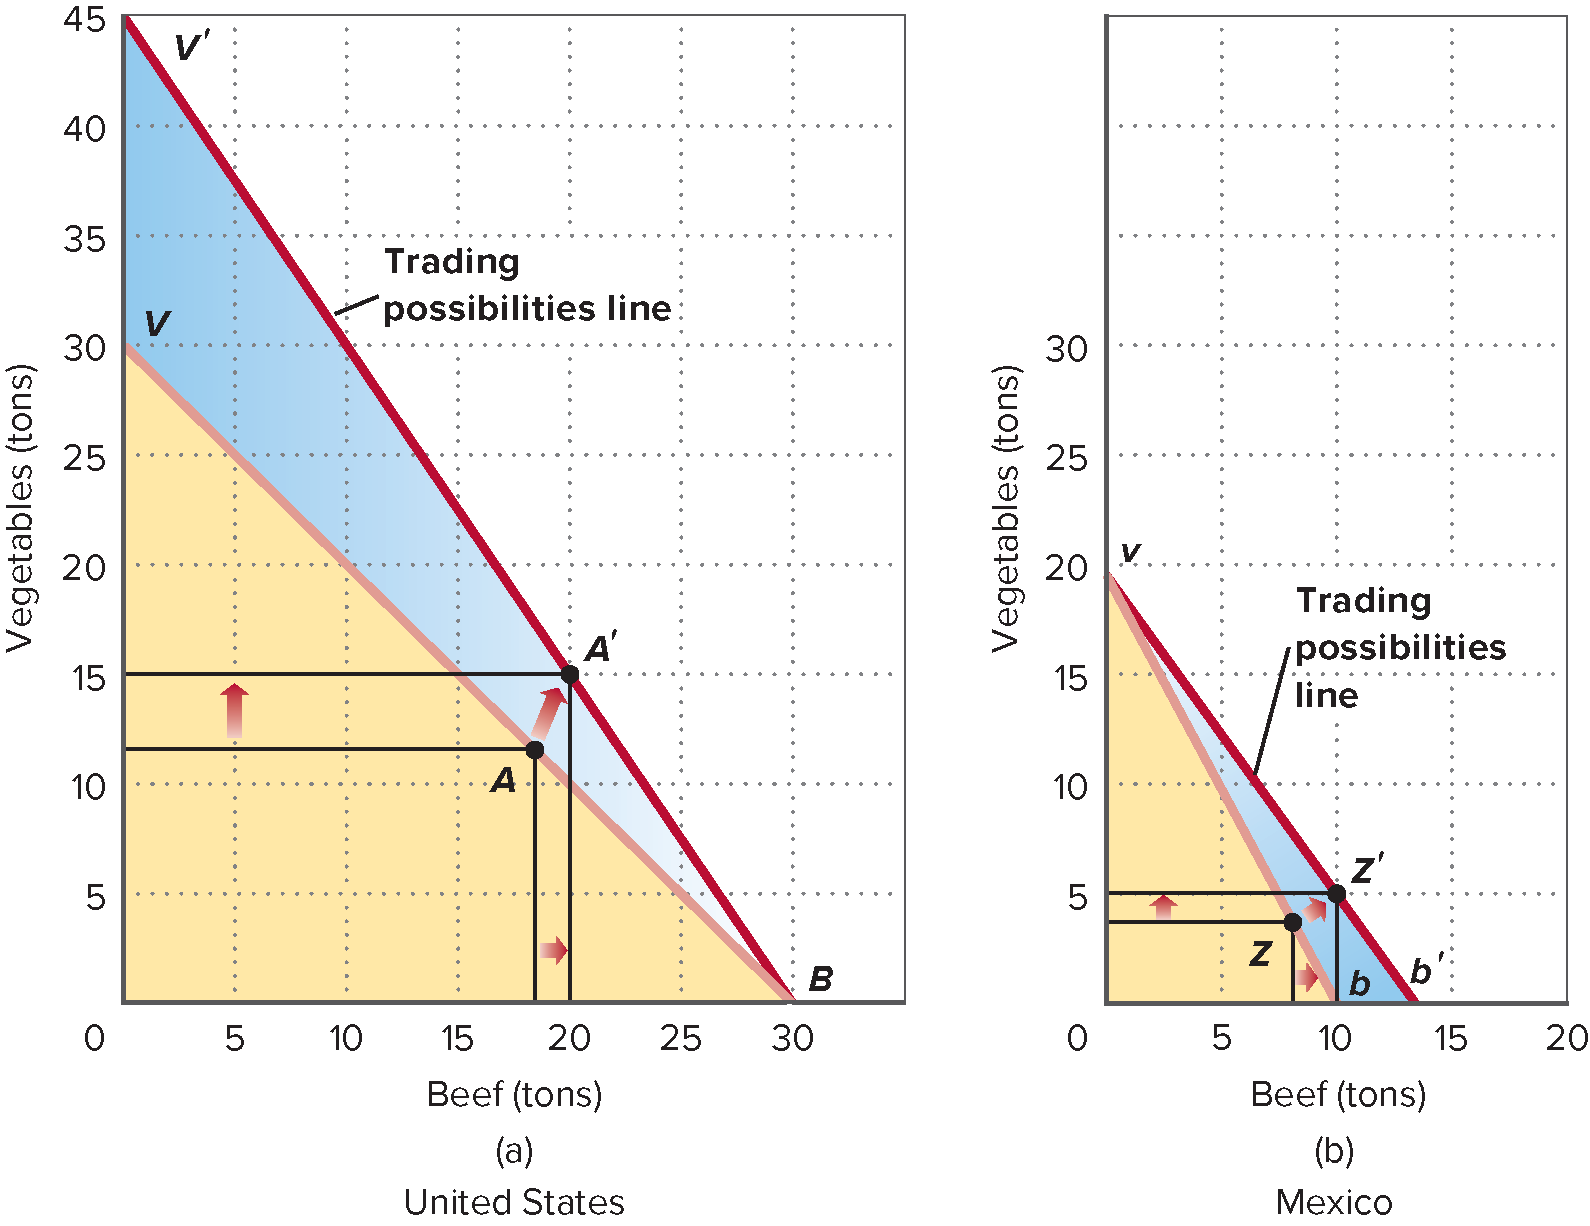 45
V′
40
35
Trading
possibilities line
V
30
25
20
15
A′
A
10
5
B
0
5
10
15
20
25
30
Vegetables (tons)
Beef (tons)
(a)
United States
30
25
v
20
Trading
possibilities
line
15
10
z′
5
z
b
b′
0
5
10
15
20
Vegetables (tons)
Beef (tons)
(b)
Mexico